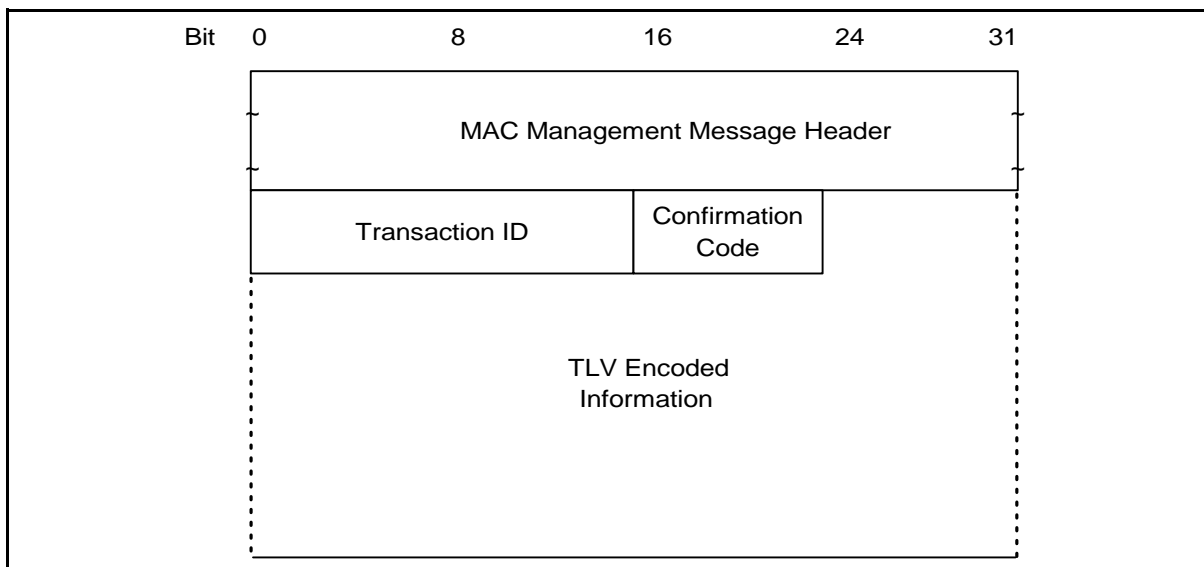 Bit 0 8 16 24 31
MAC Management Message Header
~ ~
~ ~
Transaction ID Confirmation
Code
TLV Encoded
Information